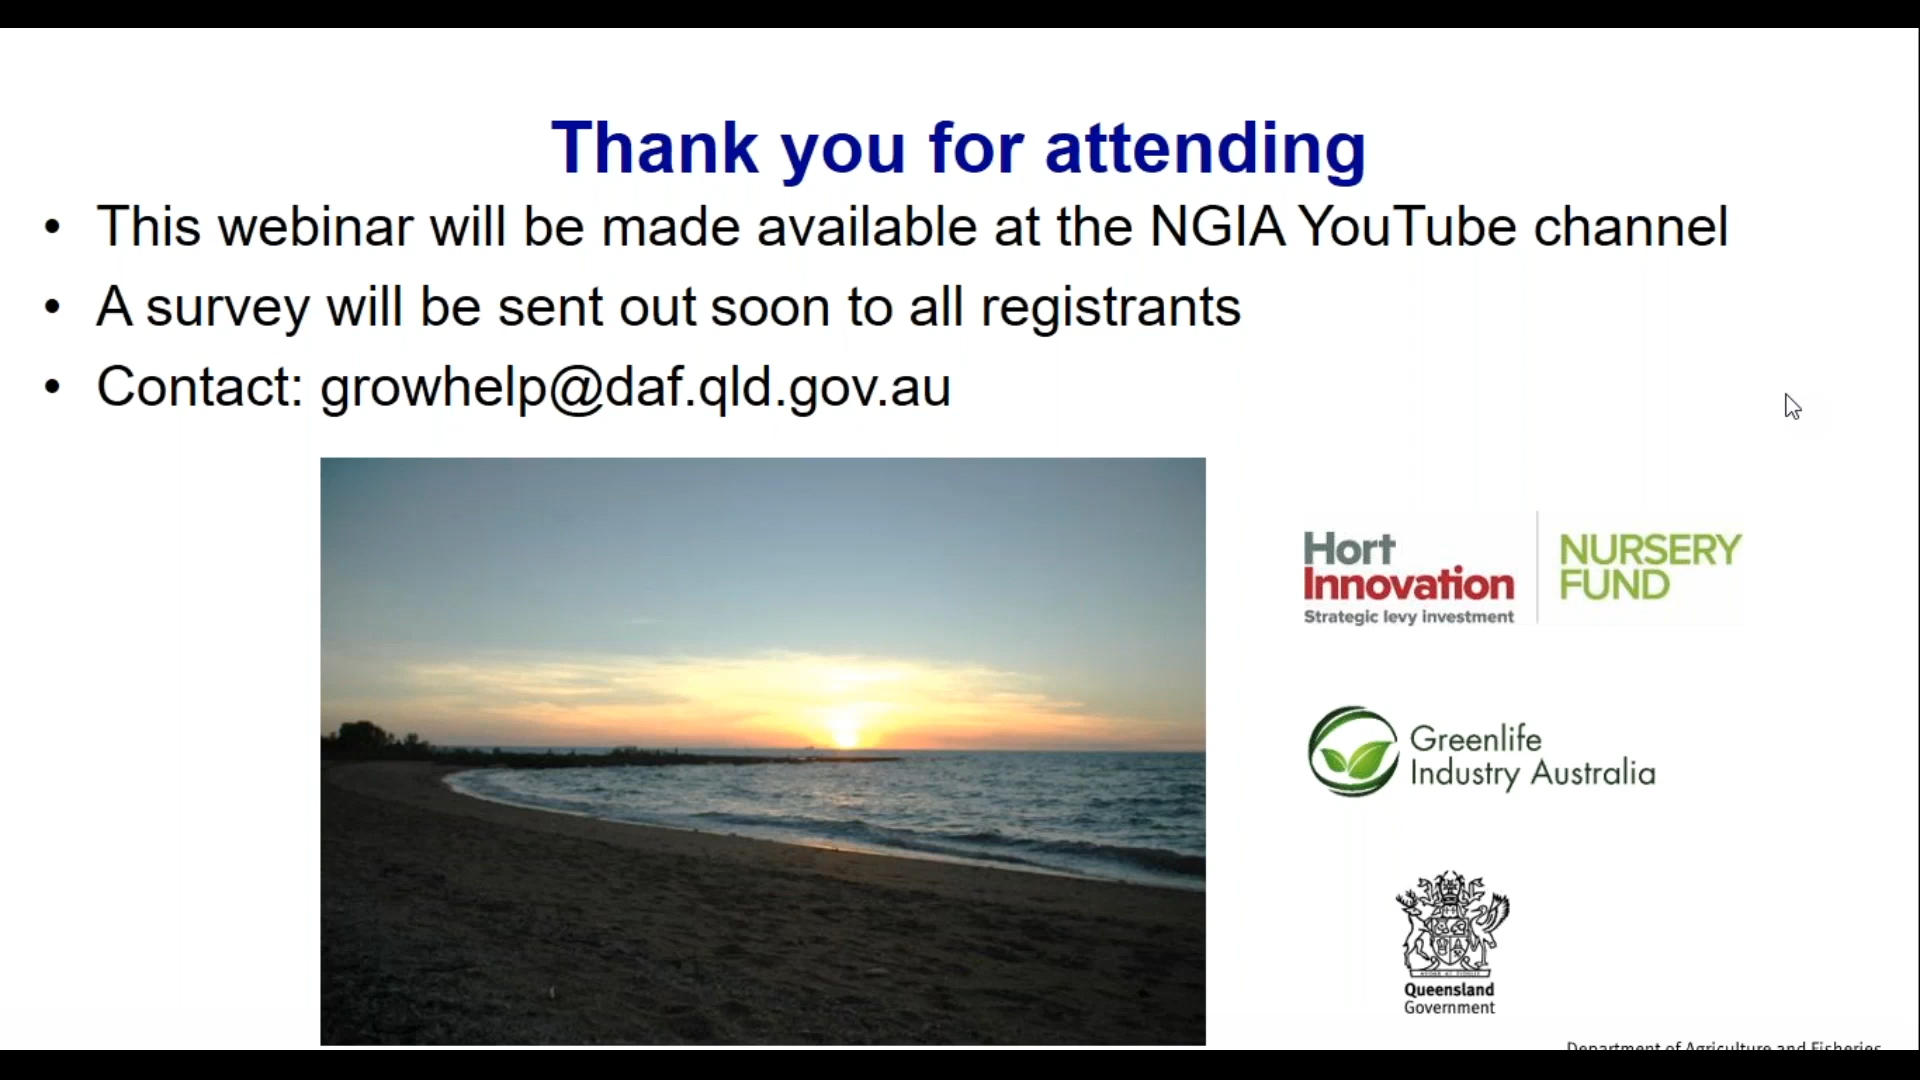 Thank you for attending
• This webinar will be made available at the NGIA YouTube channel
• A survey will be sent out soon to all registrants
• Contact: growhelp@daf.qld.gov.au
Hort
Innovation
Strategic levy investment
NURSERY
FUND
Greenlife
Industry Australia
Queensland
Government
Department of Agriculture and Fisheries